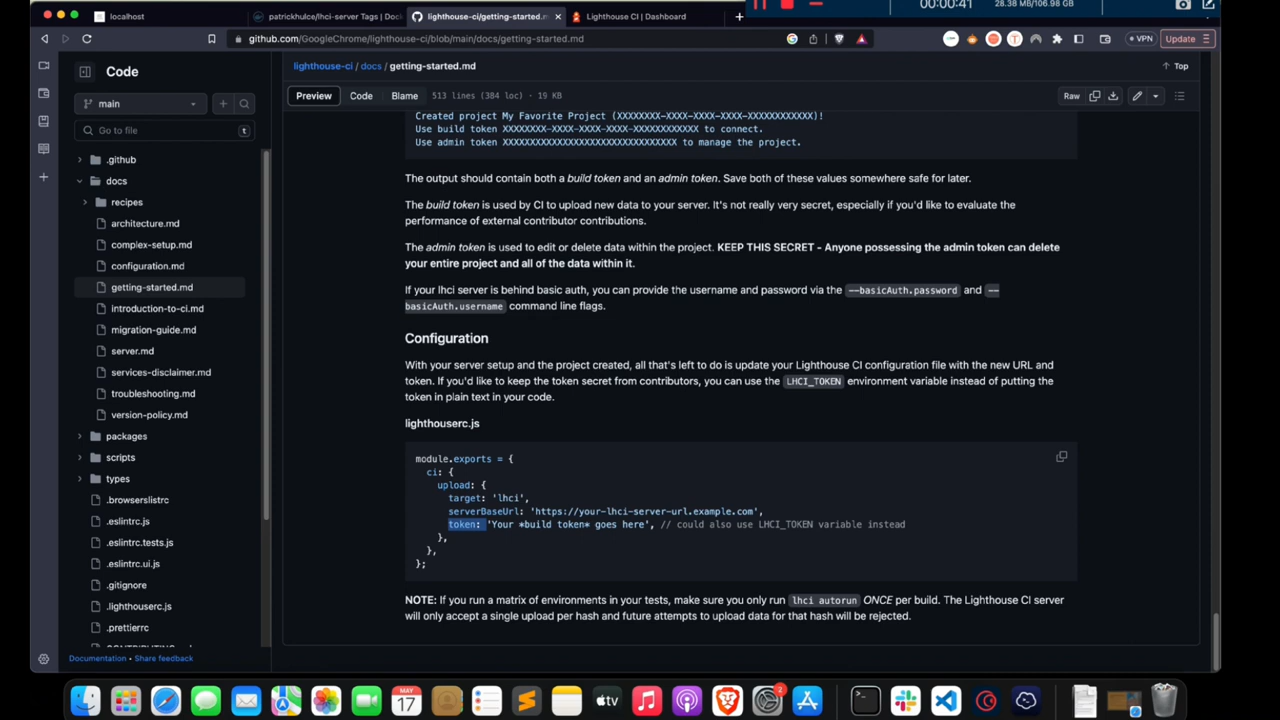 00:00:41
28.38 MB/106.98 GB
localhost
patrickhulce/lhci-server Tags | Dock
lighthouse-ci/getting-started.m
Lighthouse CI | Dashboard
github.com/GoogleChrome/lighthouse-ci/blob/main/docs/getting-started.md
VPN
Update
Code
lighthouse-ci / docs / getting-started.md
Top
main
Preview
Code
Blame
513 lines (384 loc) · 19 KB
Raw
Go to file
t
.github
docs
recipes
architecture.md
complex-setup.md
configuration.md
getting-started.md
introduction-to-ci.md
migration-guide.md
server.md
services-disclaimer.md
troubleshooting.md
version-policy.md
packages
scripts
types
.browserslistrc
.eslintrc.js
.eslintrc.tests.js
.eslintrc.ui.js
.gitignore
.lighthouserc.js
.prettierrc
Documentation • Share feedback
Created project My Favorite Project (XXXXXXXX-XXXX-XXXX-XXXX-XXXXXXXXXXXX)!
Use build token XXXXXXXX-XXXX-XXXX-XXXX-XXXXXXXXXXXX to connect.
Use admin token XXXXXXXXXXXXXXXXXXXXXXXXXXXXXXXX to manage the project.
The output should contain both a build token and an admin token. Save both of these values somewhere safe for later.
The build token is used by CI to upload new data to your server. It's not really very secret, especially if you'd like to evaluate the
performance of external contributor contributions.
The admin token is used to edit or delete data within the project. KEEP THIS SECRET - Anyone possessing the admin token can delete
your entire project and all of the data within it.
If your lhci server is behind basic auth, you can provide the username and password via the --basicAuth.password and --
basicAuth.username command line flags.
Configuration
With your server setup and the project created, all that's left to do is update your Lighthouse CI configuration file with the new URL and
token. If you'd like to keep the token secret from contributors, you can use the LHCI_TOKEN environment variable instead of putting the
token in plain text in your code.
lighthouserc.js
module.exports = {
ci: {
upload: {
target: 'lhci',
serverBaseUrl: 'https://your-lhci-server-url.example.com',
token: 'Your *build token* goes here', // could also use LHCI_TOKEN variable instead
},
},
};
NOTE: If you run a matrix of environments in your tests, make sure you only run lhci autorun ONCE per build. The Lighthouse CI server
will only accept a single upload per hash and future attempts to upload data for that hash will be rejected.
MAY
17
tv
2